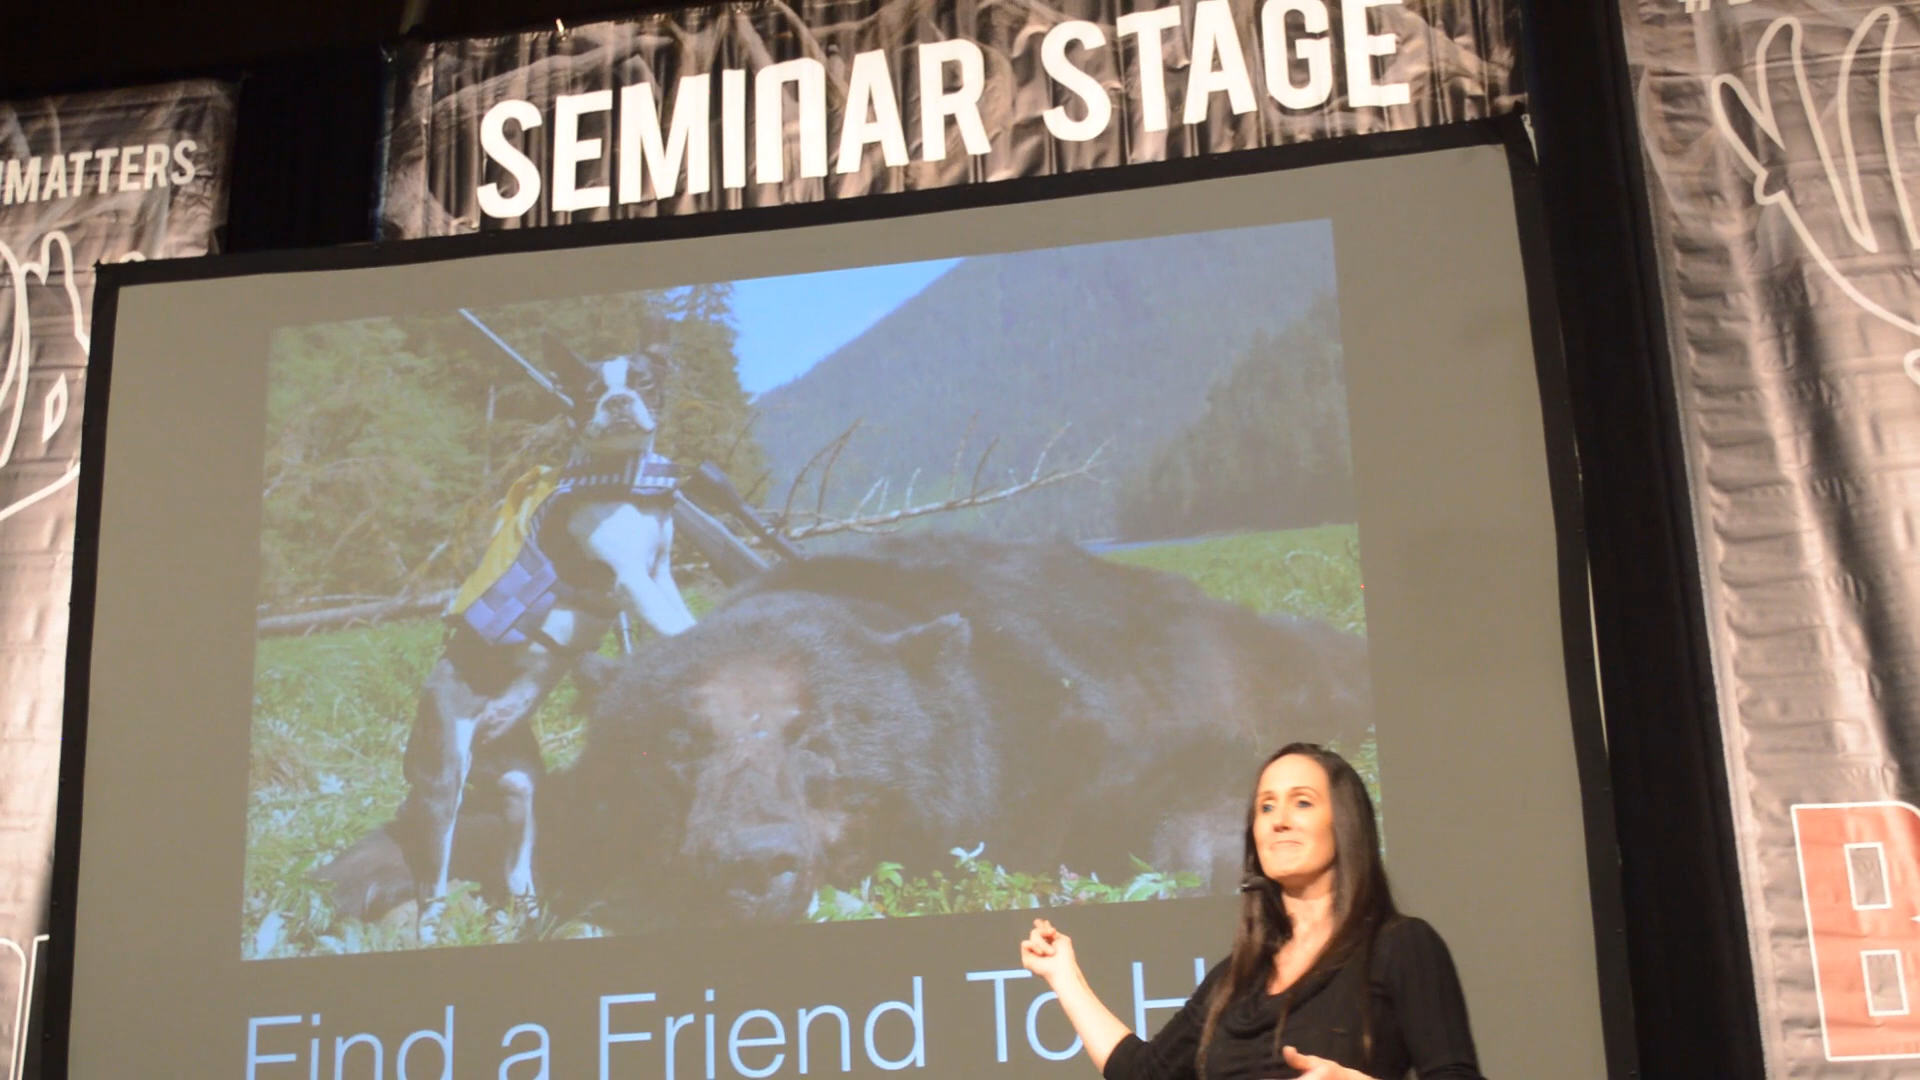 SEMINAR STAGE
MATTERS
Find a Friend To H
B